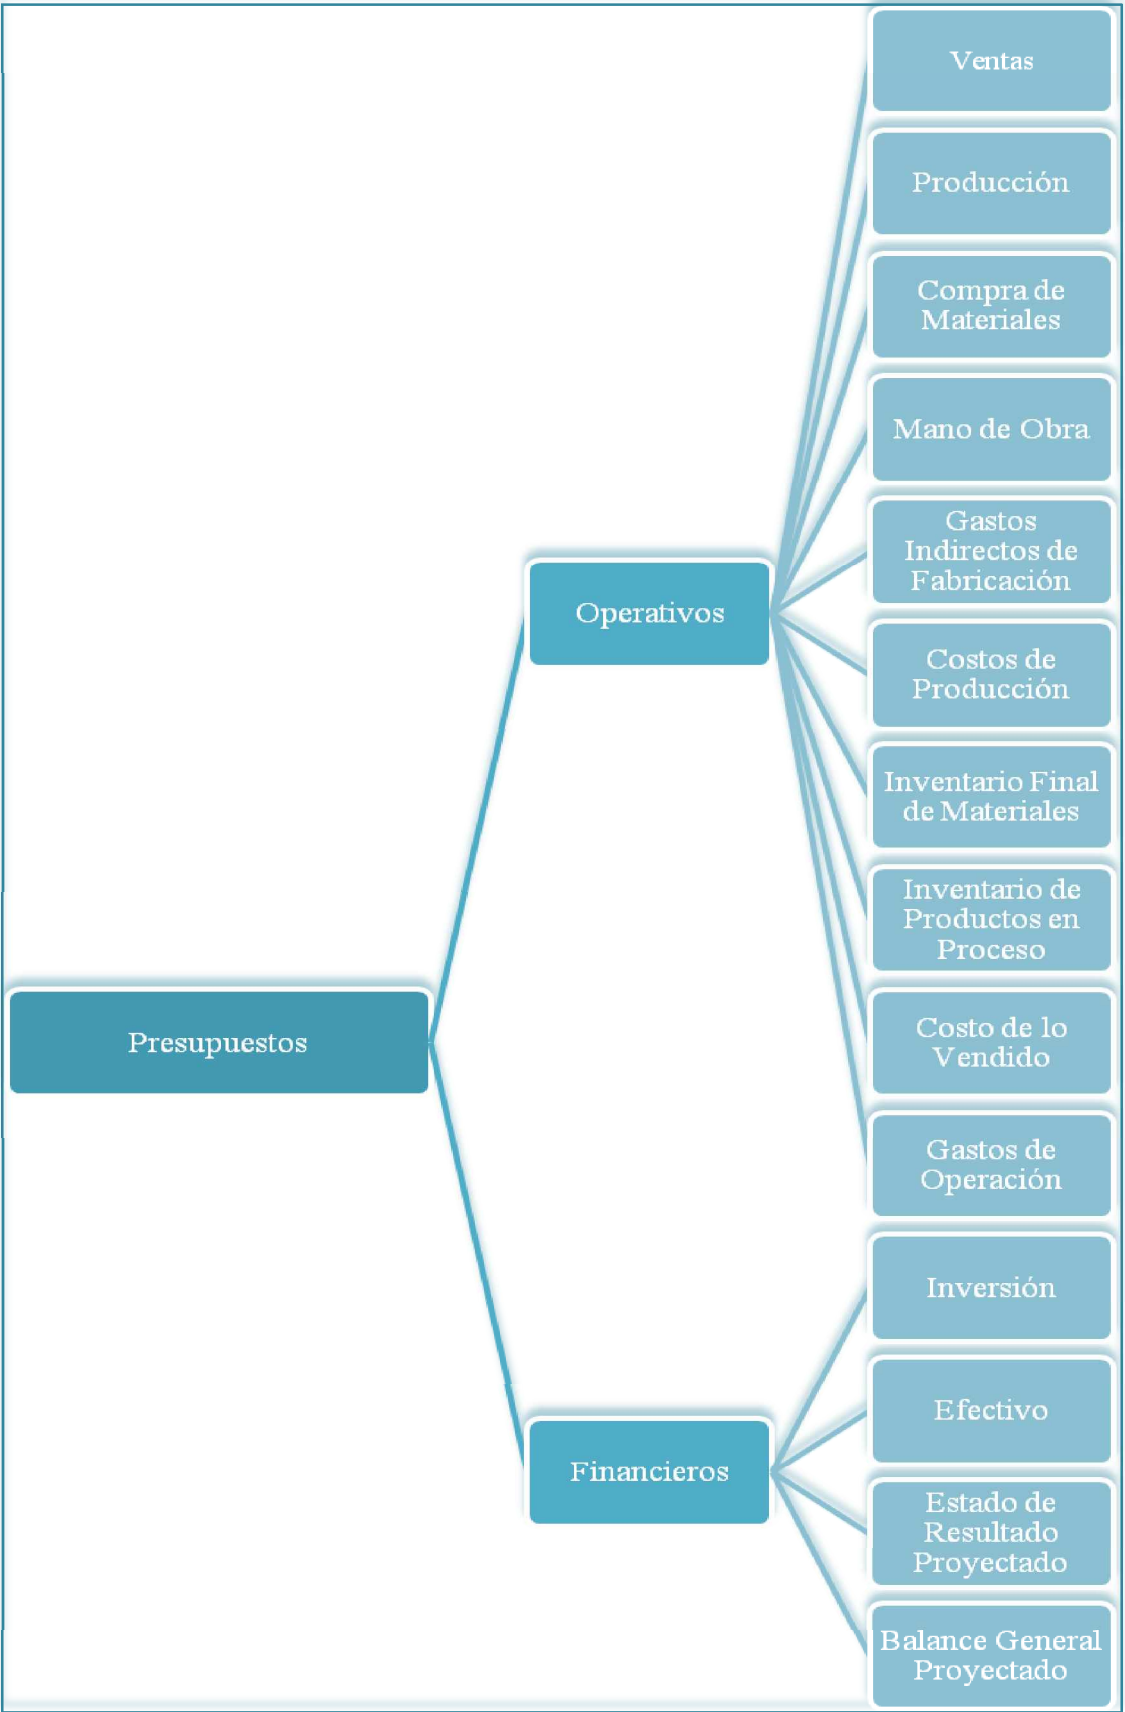 Presupuestos
Operativos
Ventas
Producción
Compra de
Materiales
Mano de Obra
Gastos
Indirectos de
Fabricación
Costos de
Producción
Inventario Final
de Materiales
Inventario de
Productos en
Proceso
Costo de lo
Vendido
Gastos de
Operación
Financieros
Inversión
Efectivo
Estado de
Resultado
Proyectado
Balance General
Proyectado